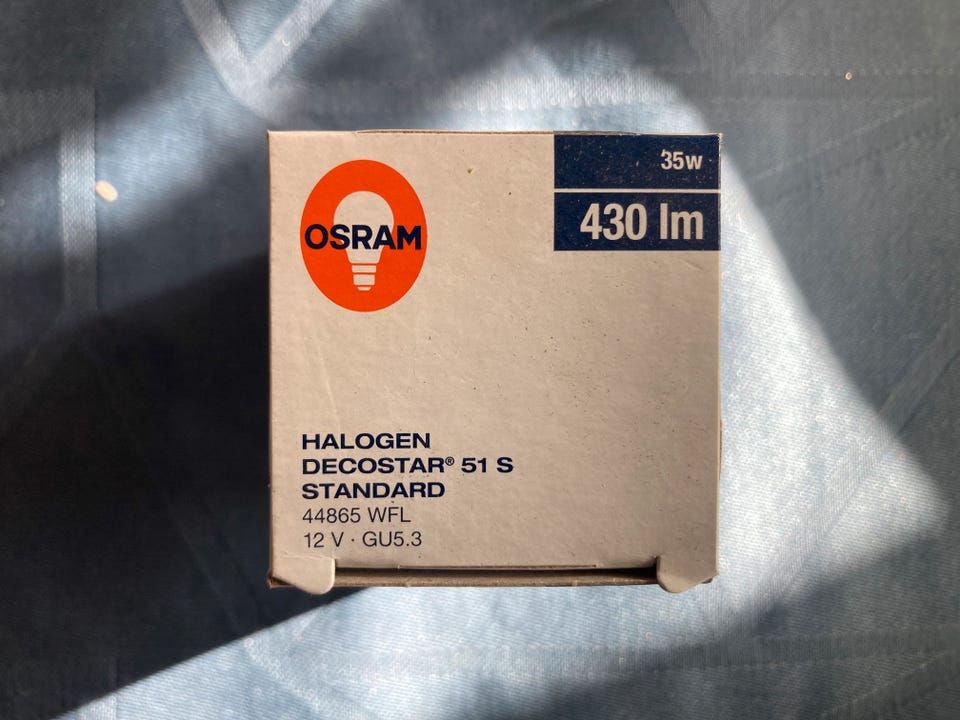 OSRAM
35w
430 lm
HALOGEN
DECOSTAR® 51 S
STANDARD
44865 WFL
12 V · GU5.3